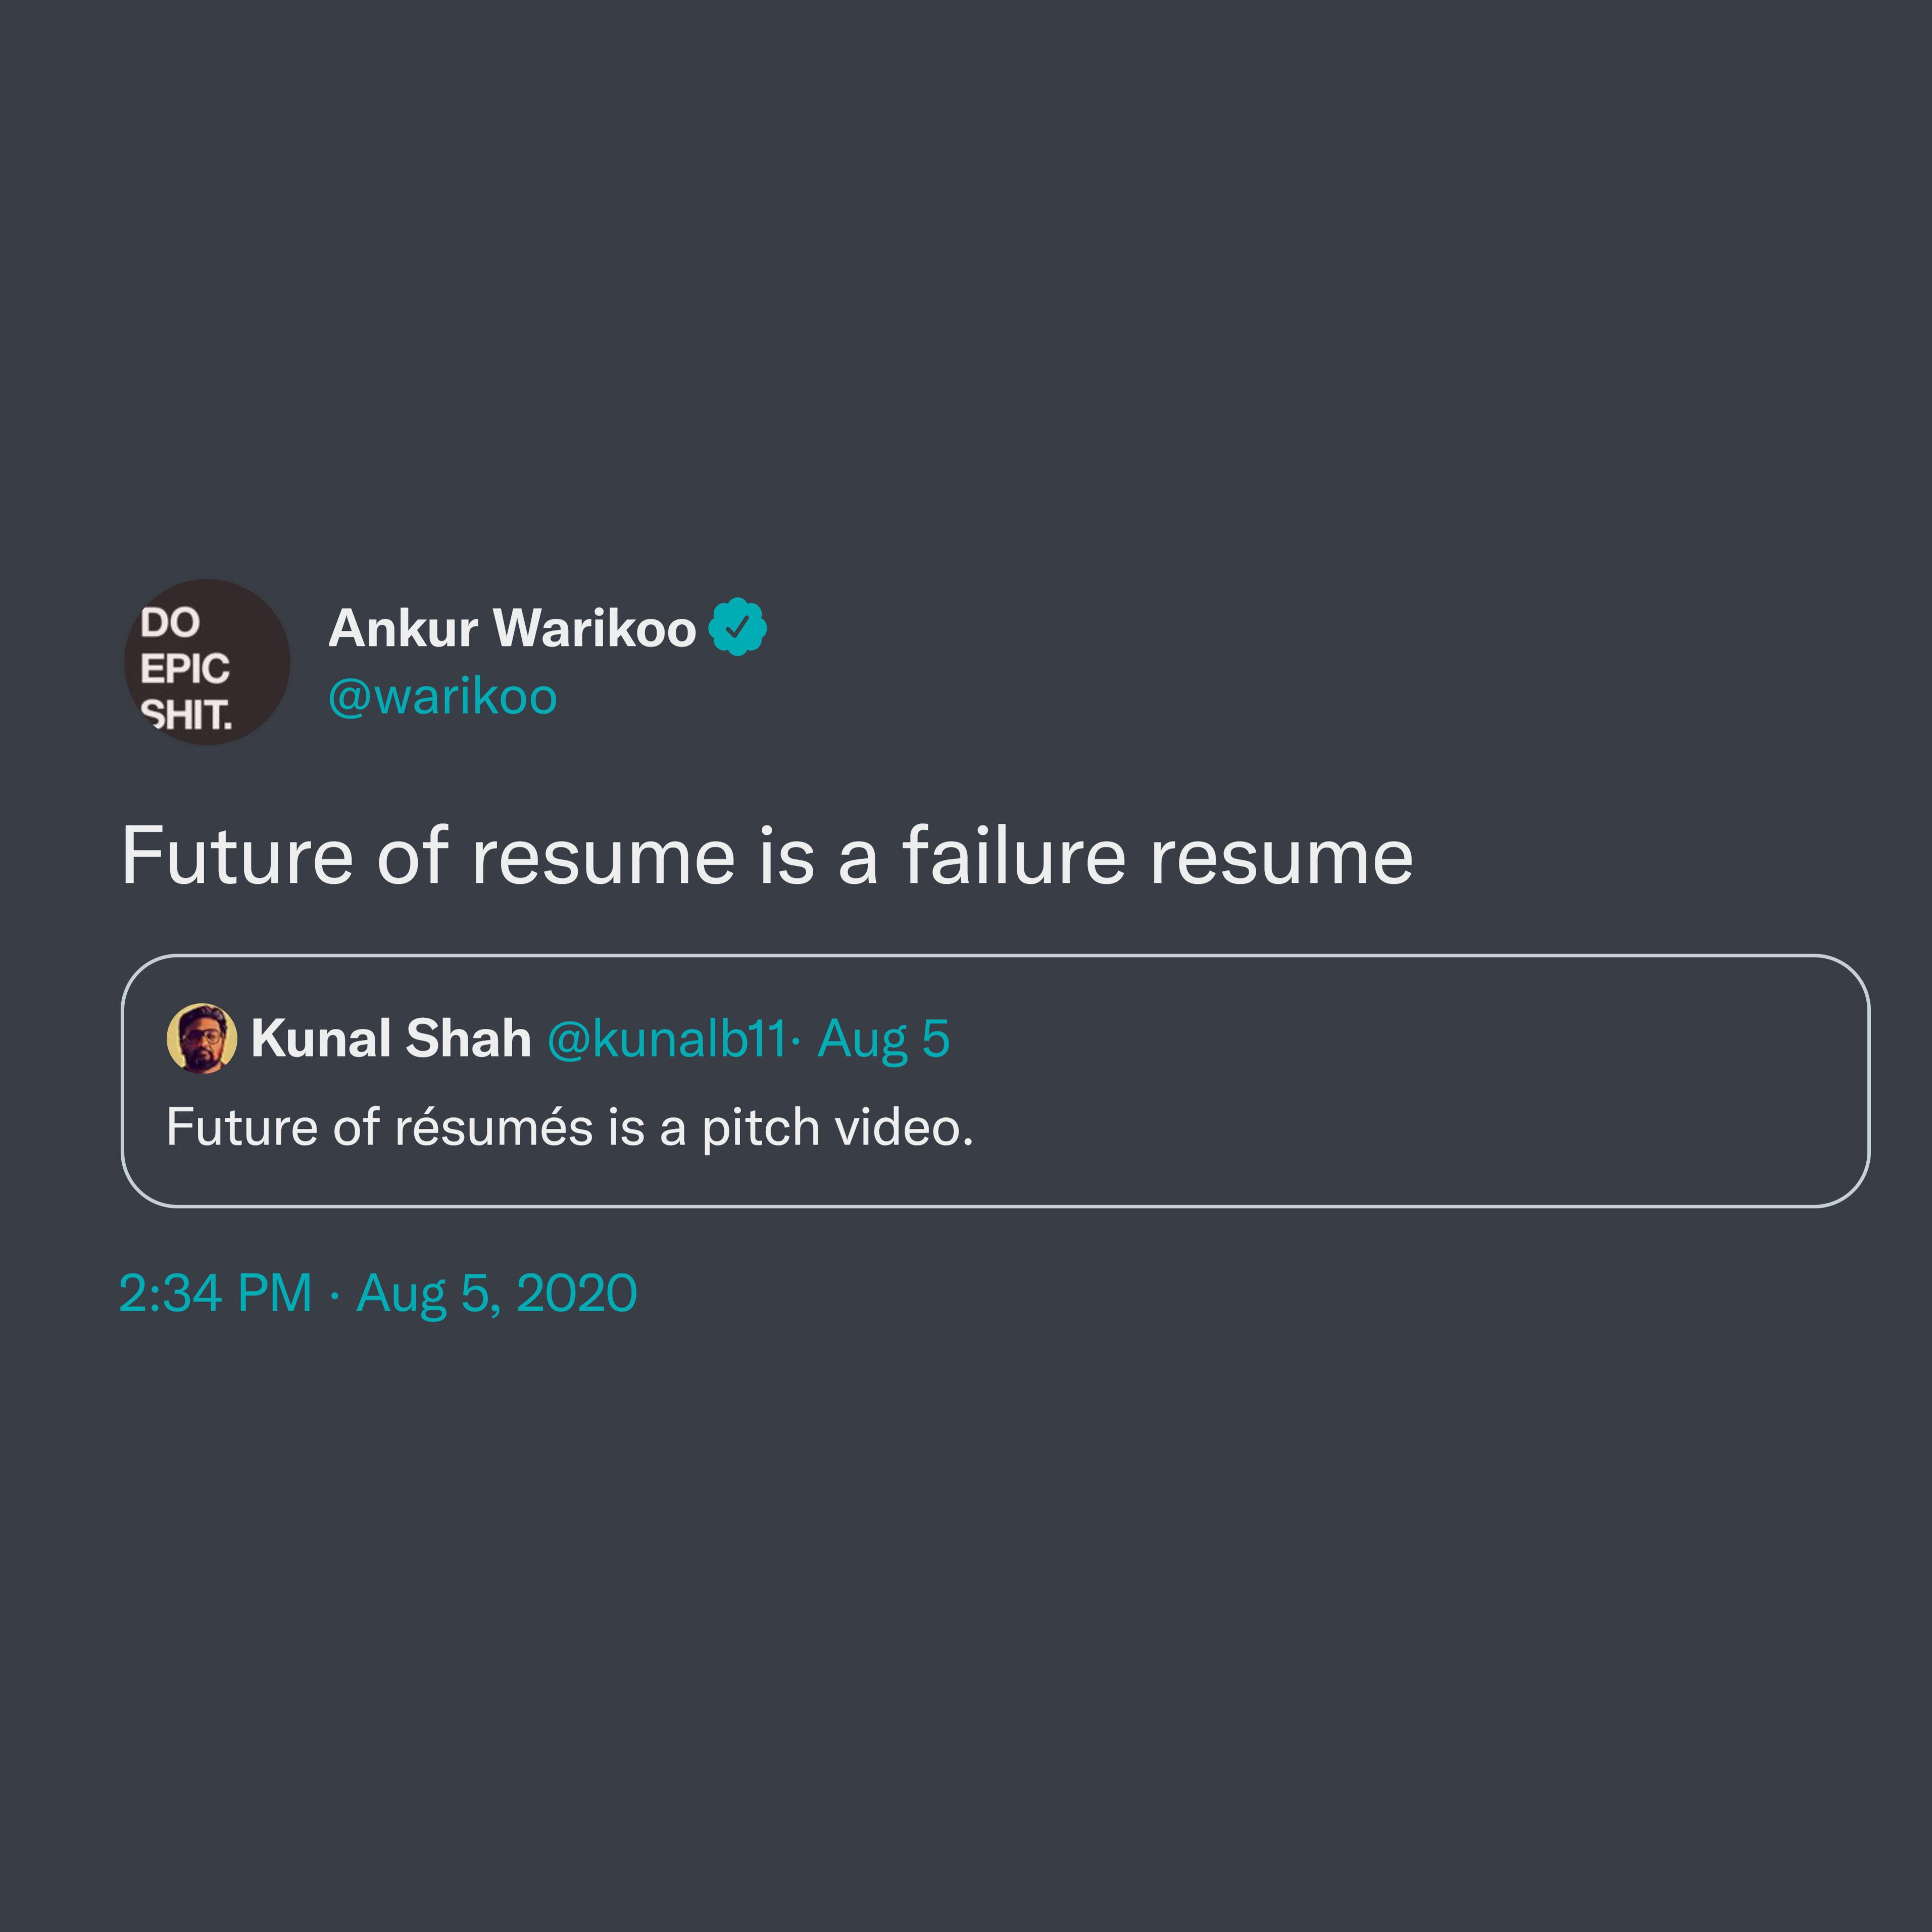 DO
EPIC
SHIT.
Ankur Warikoo
@warikoo
Future of resume is a failure resume
Kunal Shah @kunalb11· Aug 5
Future of résumés is a pitch video.
2:34 PM · Aug 5, 2020